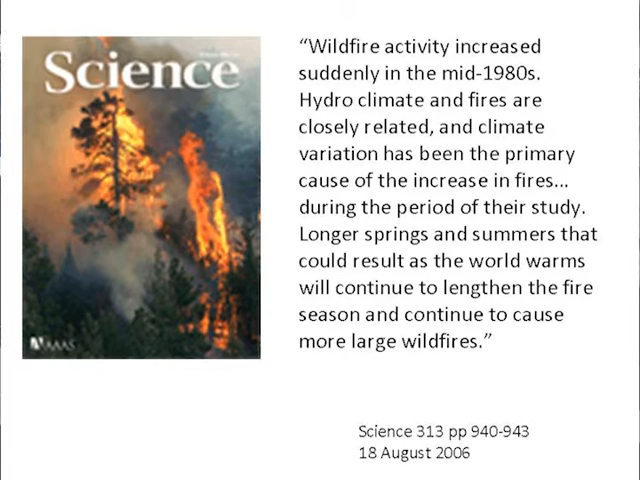 Science
AAAS
“Wildfire activity increased
suddenly in the mid-1980s.
Hydro climate and fires are
closely related, and climate
variation has been the primary
cause of the increase in fires...
during the period of their study.
Longer springs and summers that
could result as the world warms
will continue to lengthen the fire
season and continue to cause
more large wildfires.”
Science 313 pp 940-943
18 August 2006